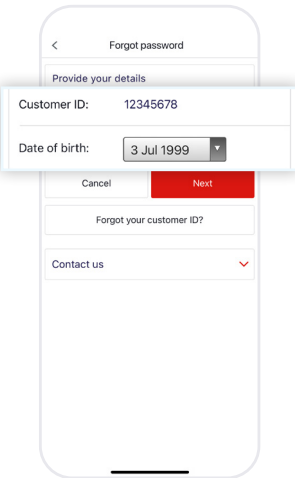 Forgot password
Provide your details
Customer ID: 12345678
Date of birth: 3 Jul 1999
Cancel Next
Forgot your customer ID?
Contact us